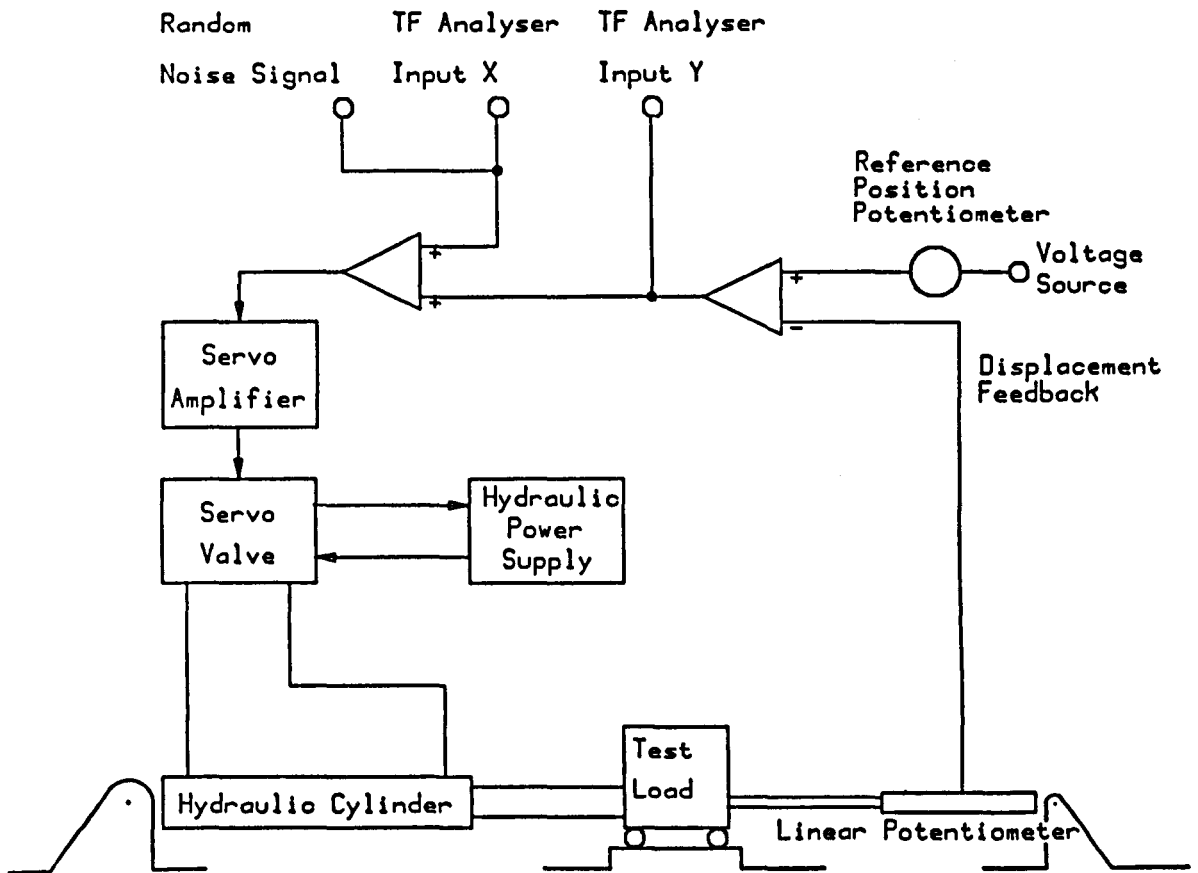 Random
Noise Signal
TF Analyser
Input X
TF Analyser
Input Y
Reference
Position
Potentiometer
Voltage
Source
+
+
+
-
Servo
Amplifier
Displacement
Feedback
Servo
Valve
Hydraulic
Power
Supply
Test
Load
Hydraulic Cylinder
Linear Potentiometer